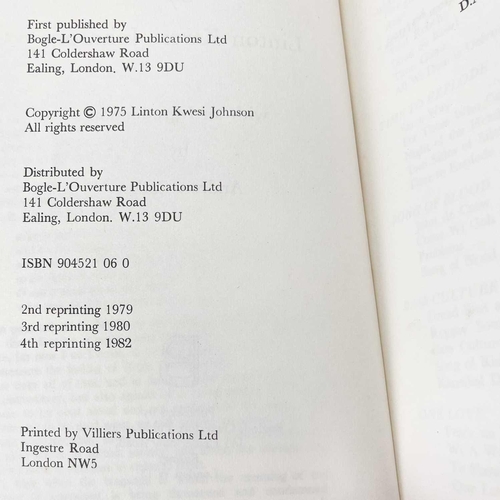 First published by
Bogle-L'Ouverture Publications Ltd
141 Coldershaw Road
Ealing, London. W.13 9DU
Copyright © 1975 Linton Kwesi Johnson
All rights reserved
Distributed by
Bogle-L'Ouverture Publications Ltd
141 Coldershaw Road
Ealing, London. W.13 9DU
ISBN 904521 06 0
2nd reprinting 1979
3rd reprinting 1980
4th reprinting 1982
Printed by Villiers Publications Ltd
Ingestre Road
London NW5